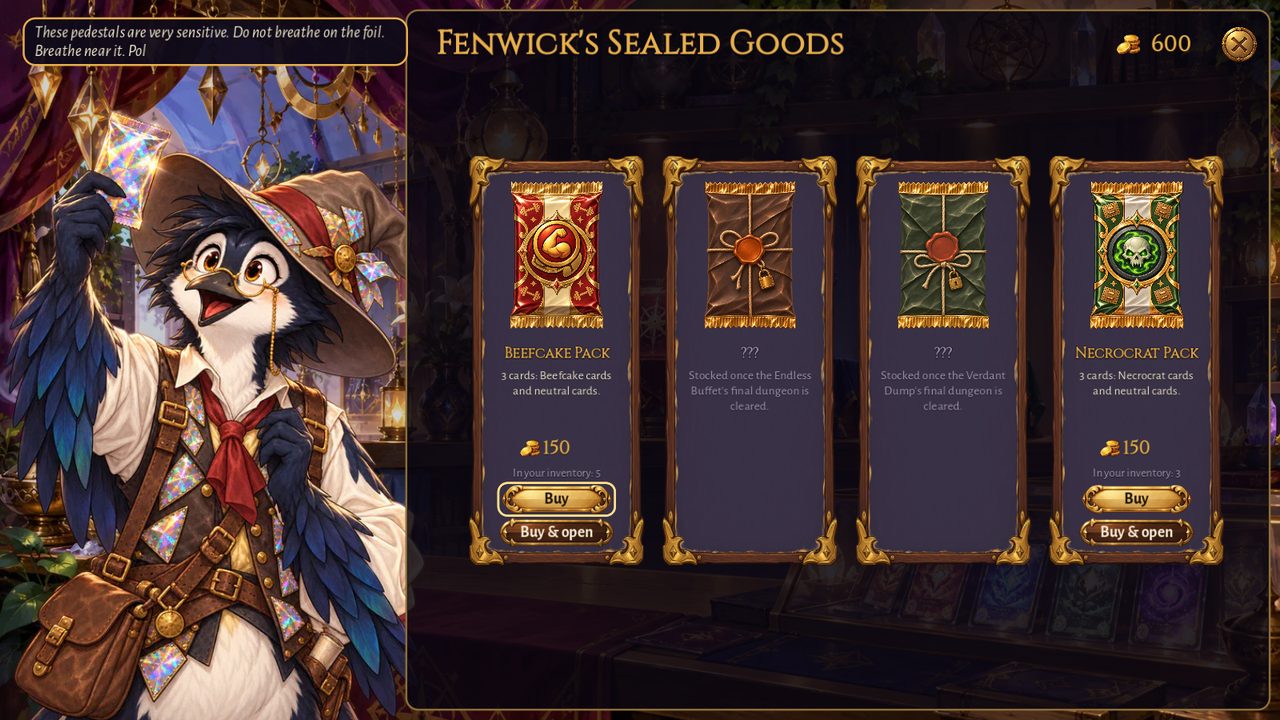 These pedestals are very sensitive. Do not breathe on the foil.
Breathe near it. Pol
FENWICK'S SEALED GOODS
600
BEEFCAKE PACK
3 cards: Beefcake cards
and neutral cards.
150
In your inventory: 5
Buy
Buy & open
???
Stocked once the Endless
Buffet's final dungeon is
cleared.
???
Stocked once the Verdant
Dump's final dungeon is
cleared.
NECROCRAT PACK
3 cards: Necrocrat cards
and neutral cards.
150
In your inventory: 3
Buy
Buy & open